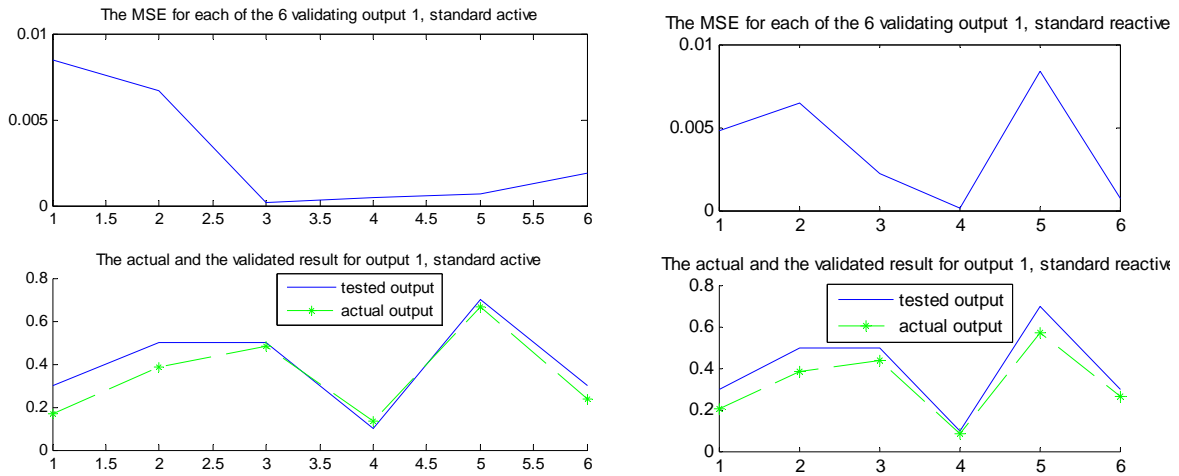 The MSE for each of the 6 validating output 1, standard active
0.01
0.005
0
1 1.5 2 2.5 3 3.5 4 4.5 5 5.5 6
The actual and the validated result for output 1, standard active
0.8
0.6
0.4
0.2
0
tested output
actual output
1 1.5 2 2.5 3 3.5 4 4.5 5 5.5 6
The MSE for each of the 6 validating output 1, standard reactive
0.01
0.005
0
1 2 3 4 5 6
The actual and the validated result for output 1, standard reactive
0.8
0.6
0.4
0.2
0
tested output
actual output
1 2 3 4 5 6